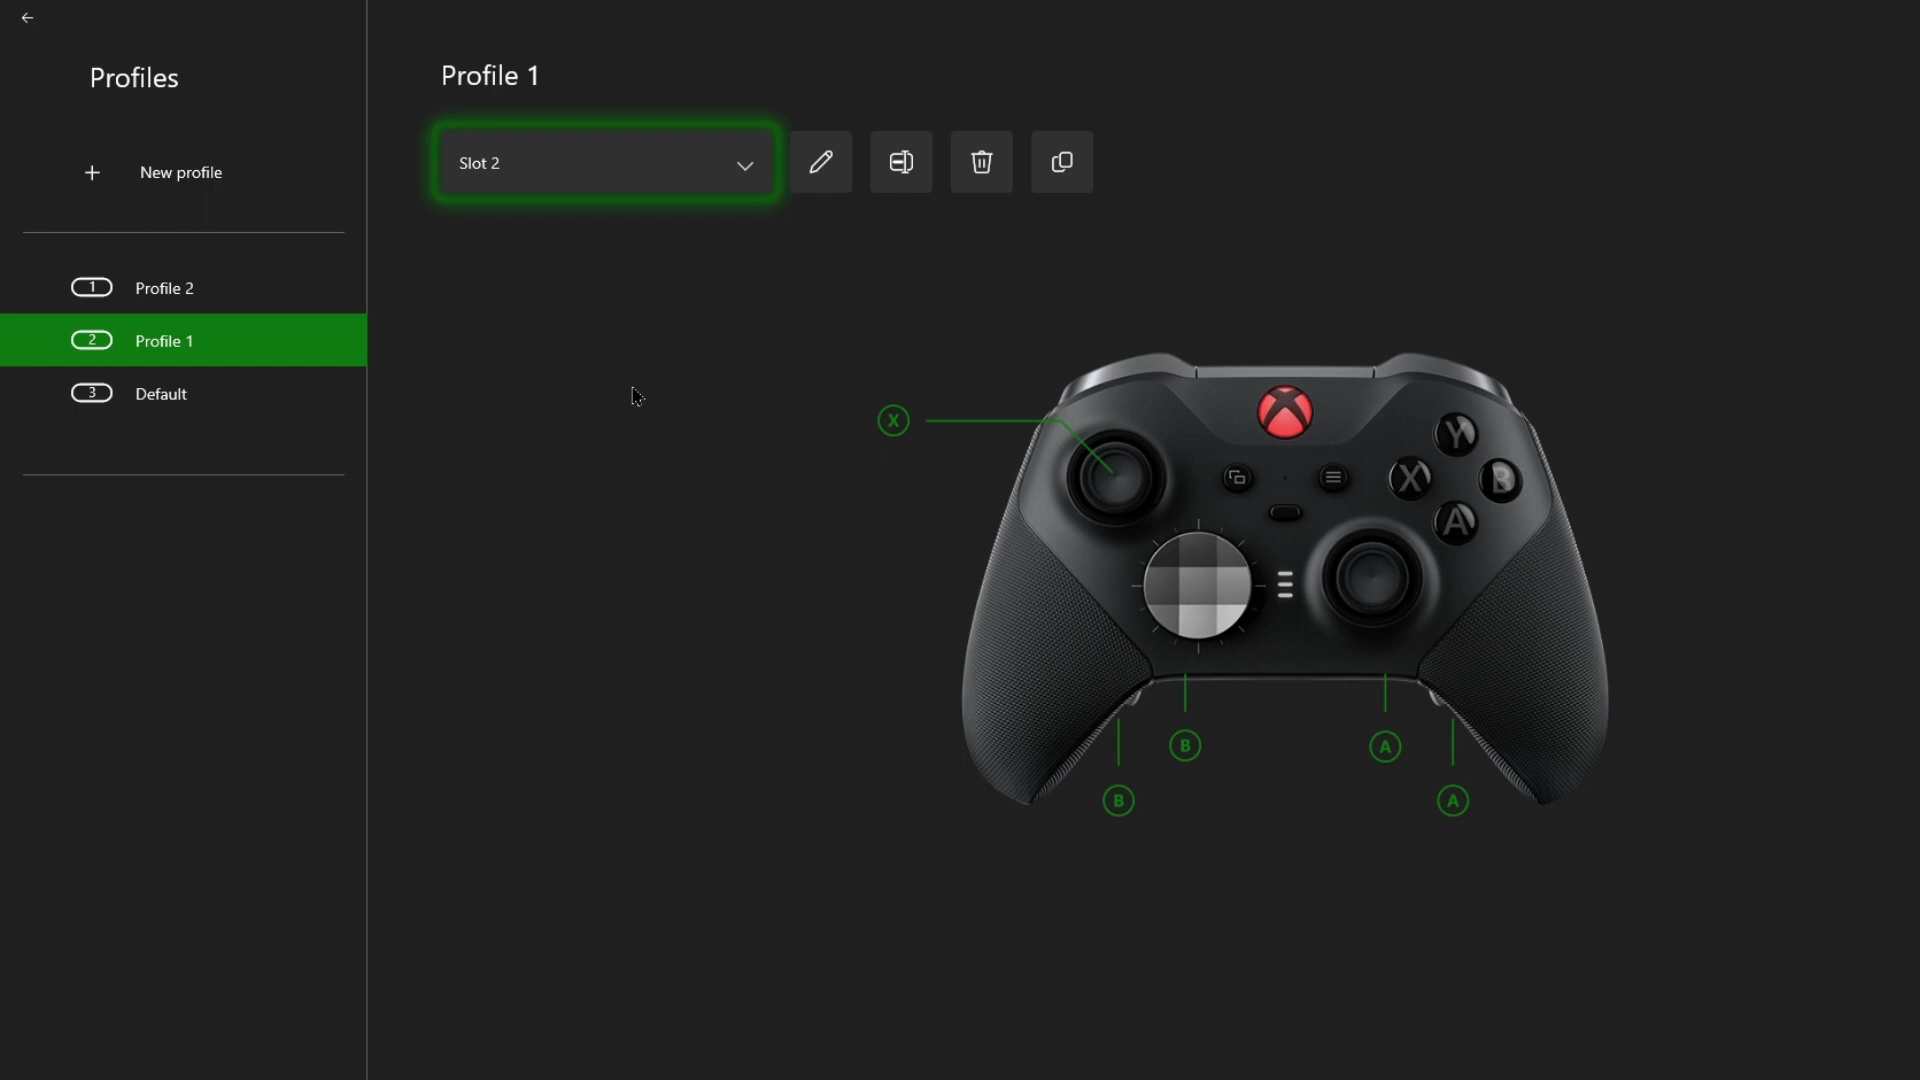 Profiles
New profile
1 Profile 2
2 Profile 1
3 Default
Profile 1
Slot 2
X
Y
X
B
A
B
A
B
A